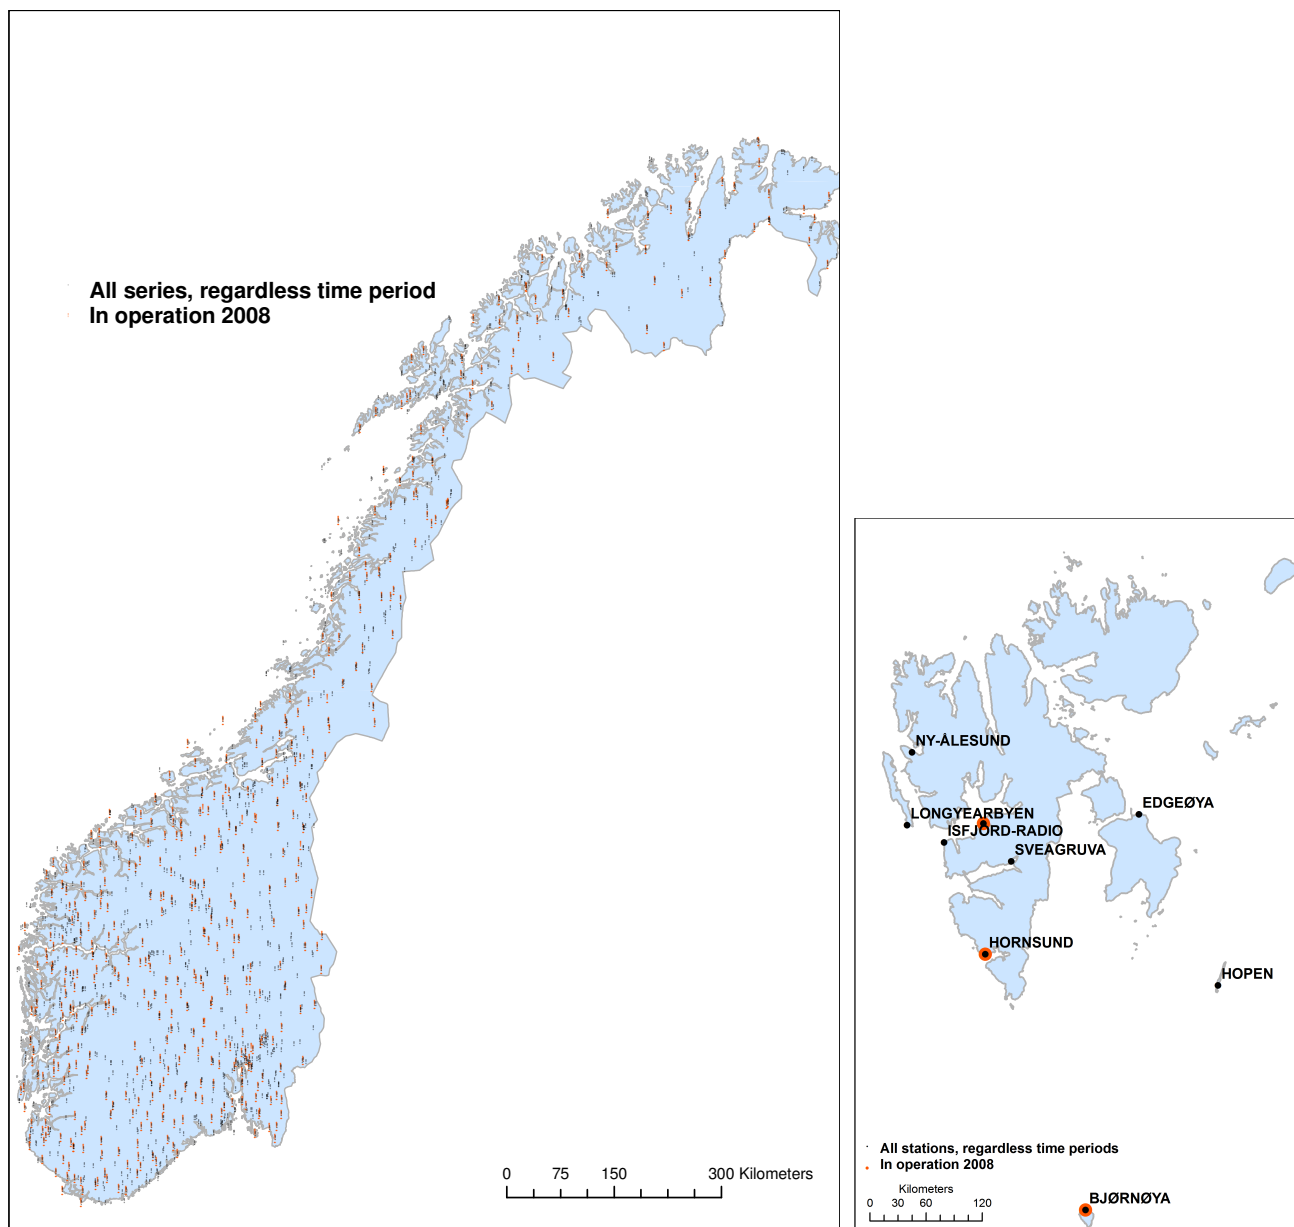 All series, regardless time period
In operation 2008
0 75 150 300 Kilometers
NY-ÅLESUND
EDGEØYA
LONGYEARBYEN
ISFJORD-RADIO
SVEAGRUVA
HORNSUND
HOPEN
All stations, regardless time periods
In operation 2008
Kilometers
0 30 60 120
BJØRNØYA